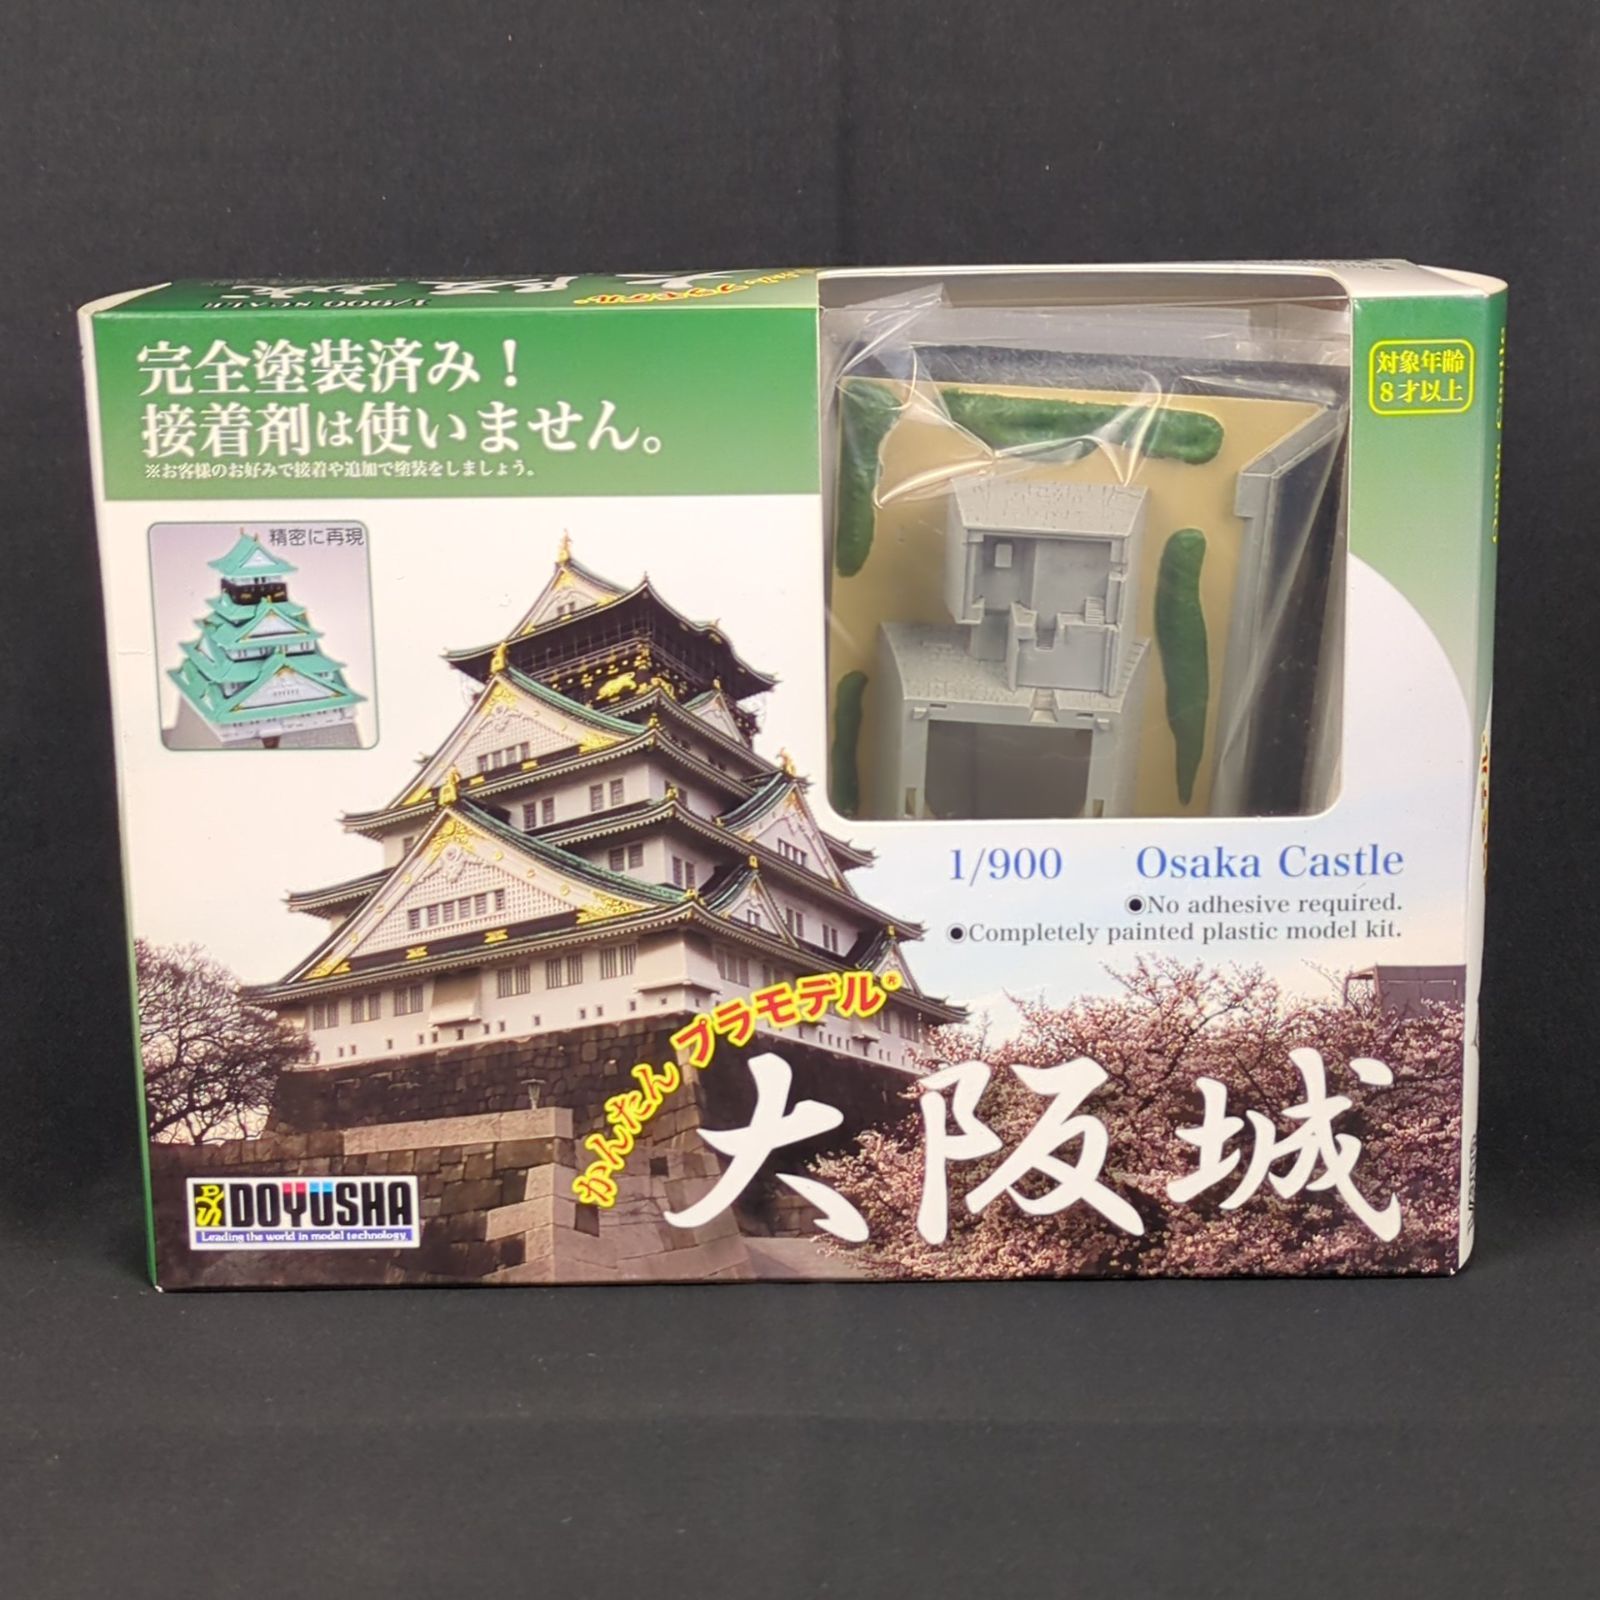 1/900 SCALE
完全塗装済み！
接着剤は使いません。
※お客様のお好みで接着や追加で塗装をしましょう。
対象年齢
8才以上
精密に再現
1/900 Osaka Castle
◉No adhesive required.
◉Completely painted plastic model kit.
かんたん プラモデル®
大阪城
DOYUSHA
Leading the world in model technology.